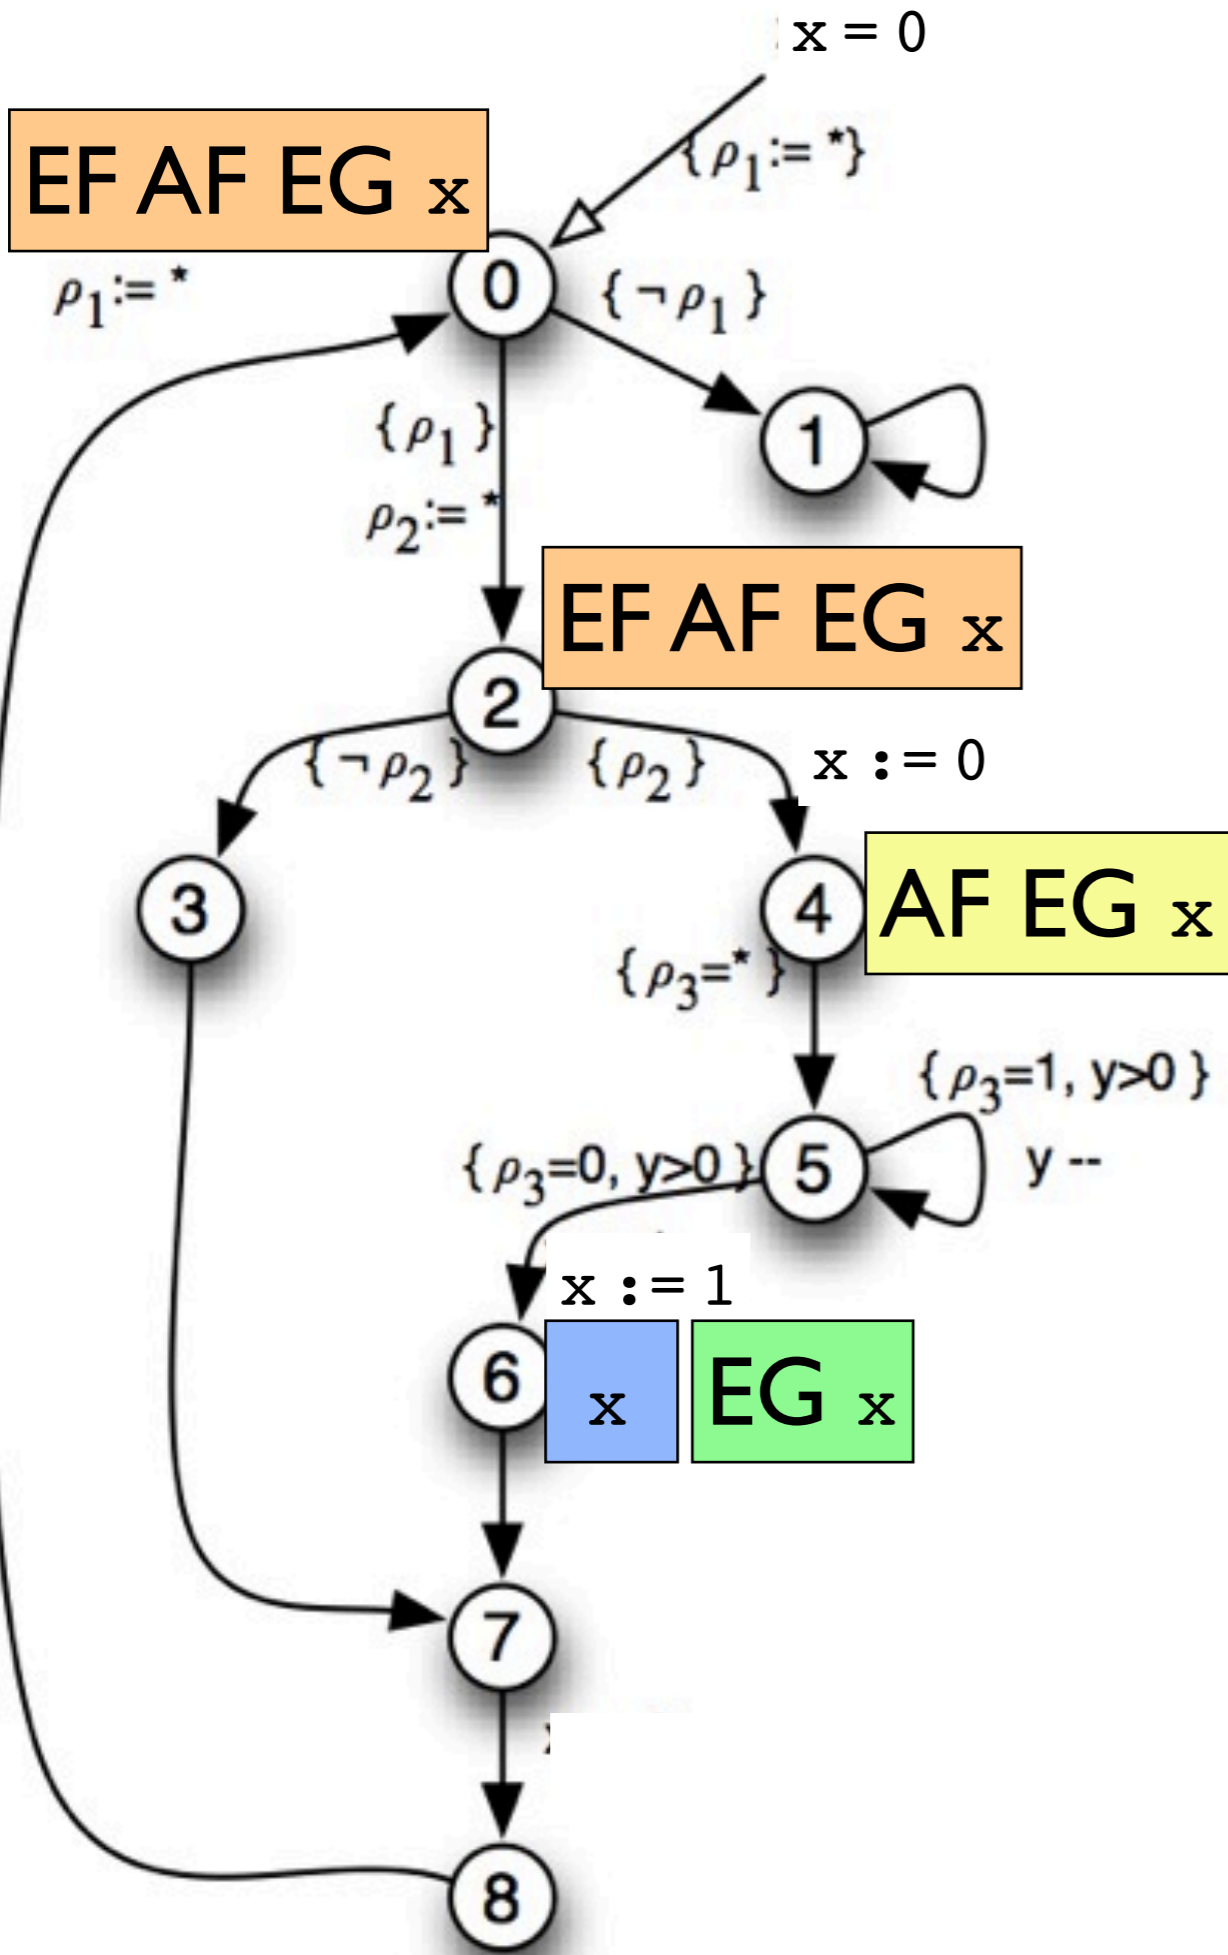 x = 0
{ ρ₁:= *}
EF AF EG x
ρ₁:= *
0
{ ¬ ρ₁ }
{ ρ₁ }
1
ρ₂:= *
EF AF EG x
2
{ ¬ ρ₂ }
{ ρ₂ }
x := 0
3
4
AF EG x
{ ρ₃=* }
{ ρ₃=1, y>0 }
{ ρ₃=0, y>0 }
5
y --
x := 1
6
x
EG x
7
8